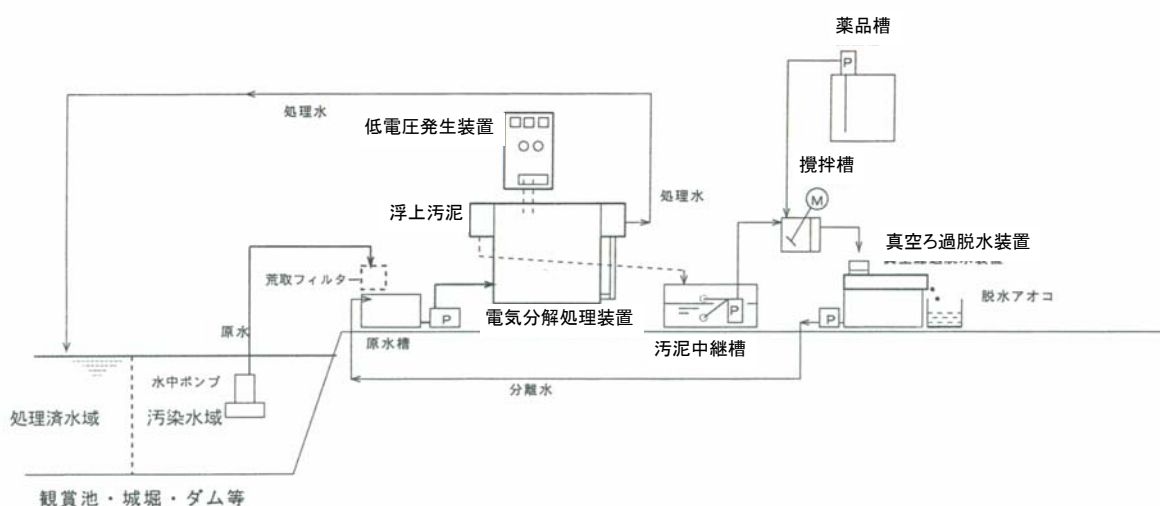 薬品槽
P
処理水
低電圧発生装置
攪拌槽
M
処理水
浮上汚泥
真空ろ過脱水装置
荒取フィルター
脱水アオコ
P
P
P
電気分解処理装置
原水
原水槽
汚泥中継槽
水中ポンプ
分離水
処理済水域
汚染水域
観賞池・城堀・ダム等